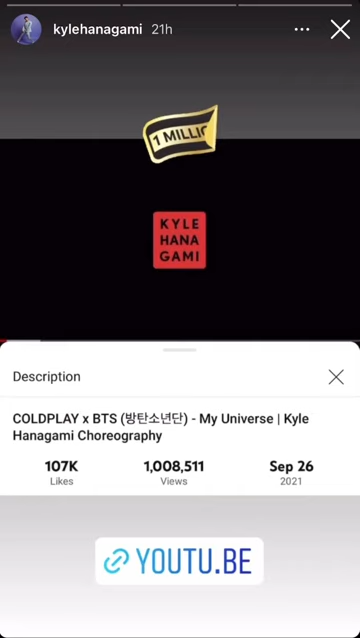 kylehanagami 21h
1 MILLIO
KYLE
HANA
GAMI
Description
COLDPLAY x BTS (방탄소년단) - My Universe | Kyle
Hanagami Choreography
107K 1,008,511 Sep 26
Likes Views 2021
YOUTU.BE